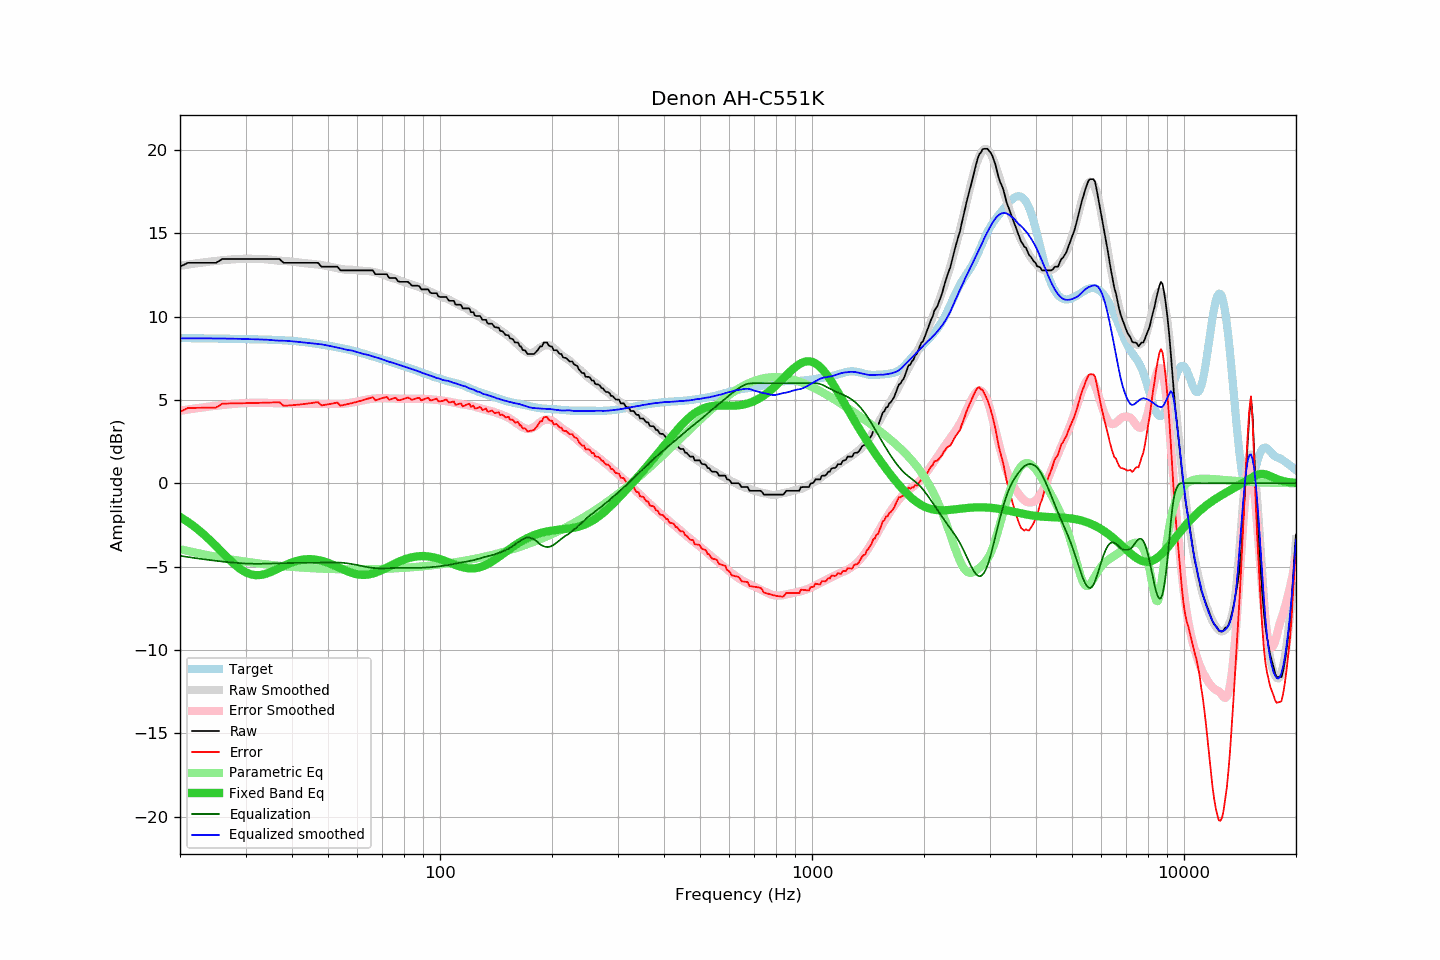 Denon AH-C551K
Amplitude (dBr)
20
15
10
5
0
−5
−10
−15
−20
Target
Raw Smoothed
Error Smoothed
Raw
Error
Parametric Eq
Fixed Band Eq
Equalization
Equalized smoothed
100
1000
10000
Frequency (Hz)